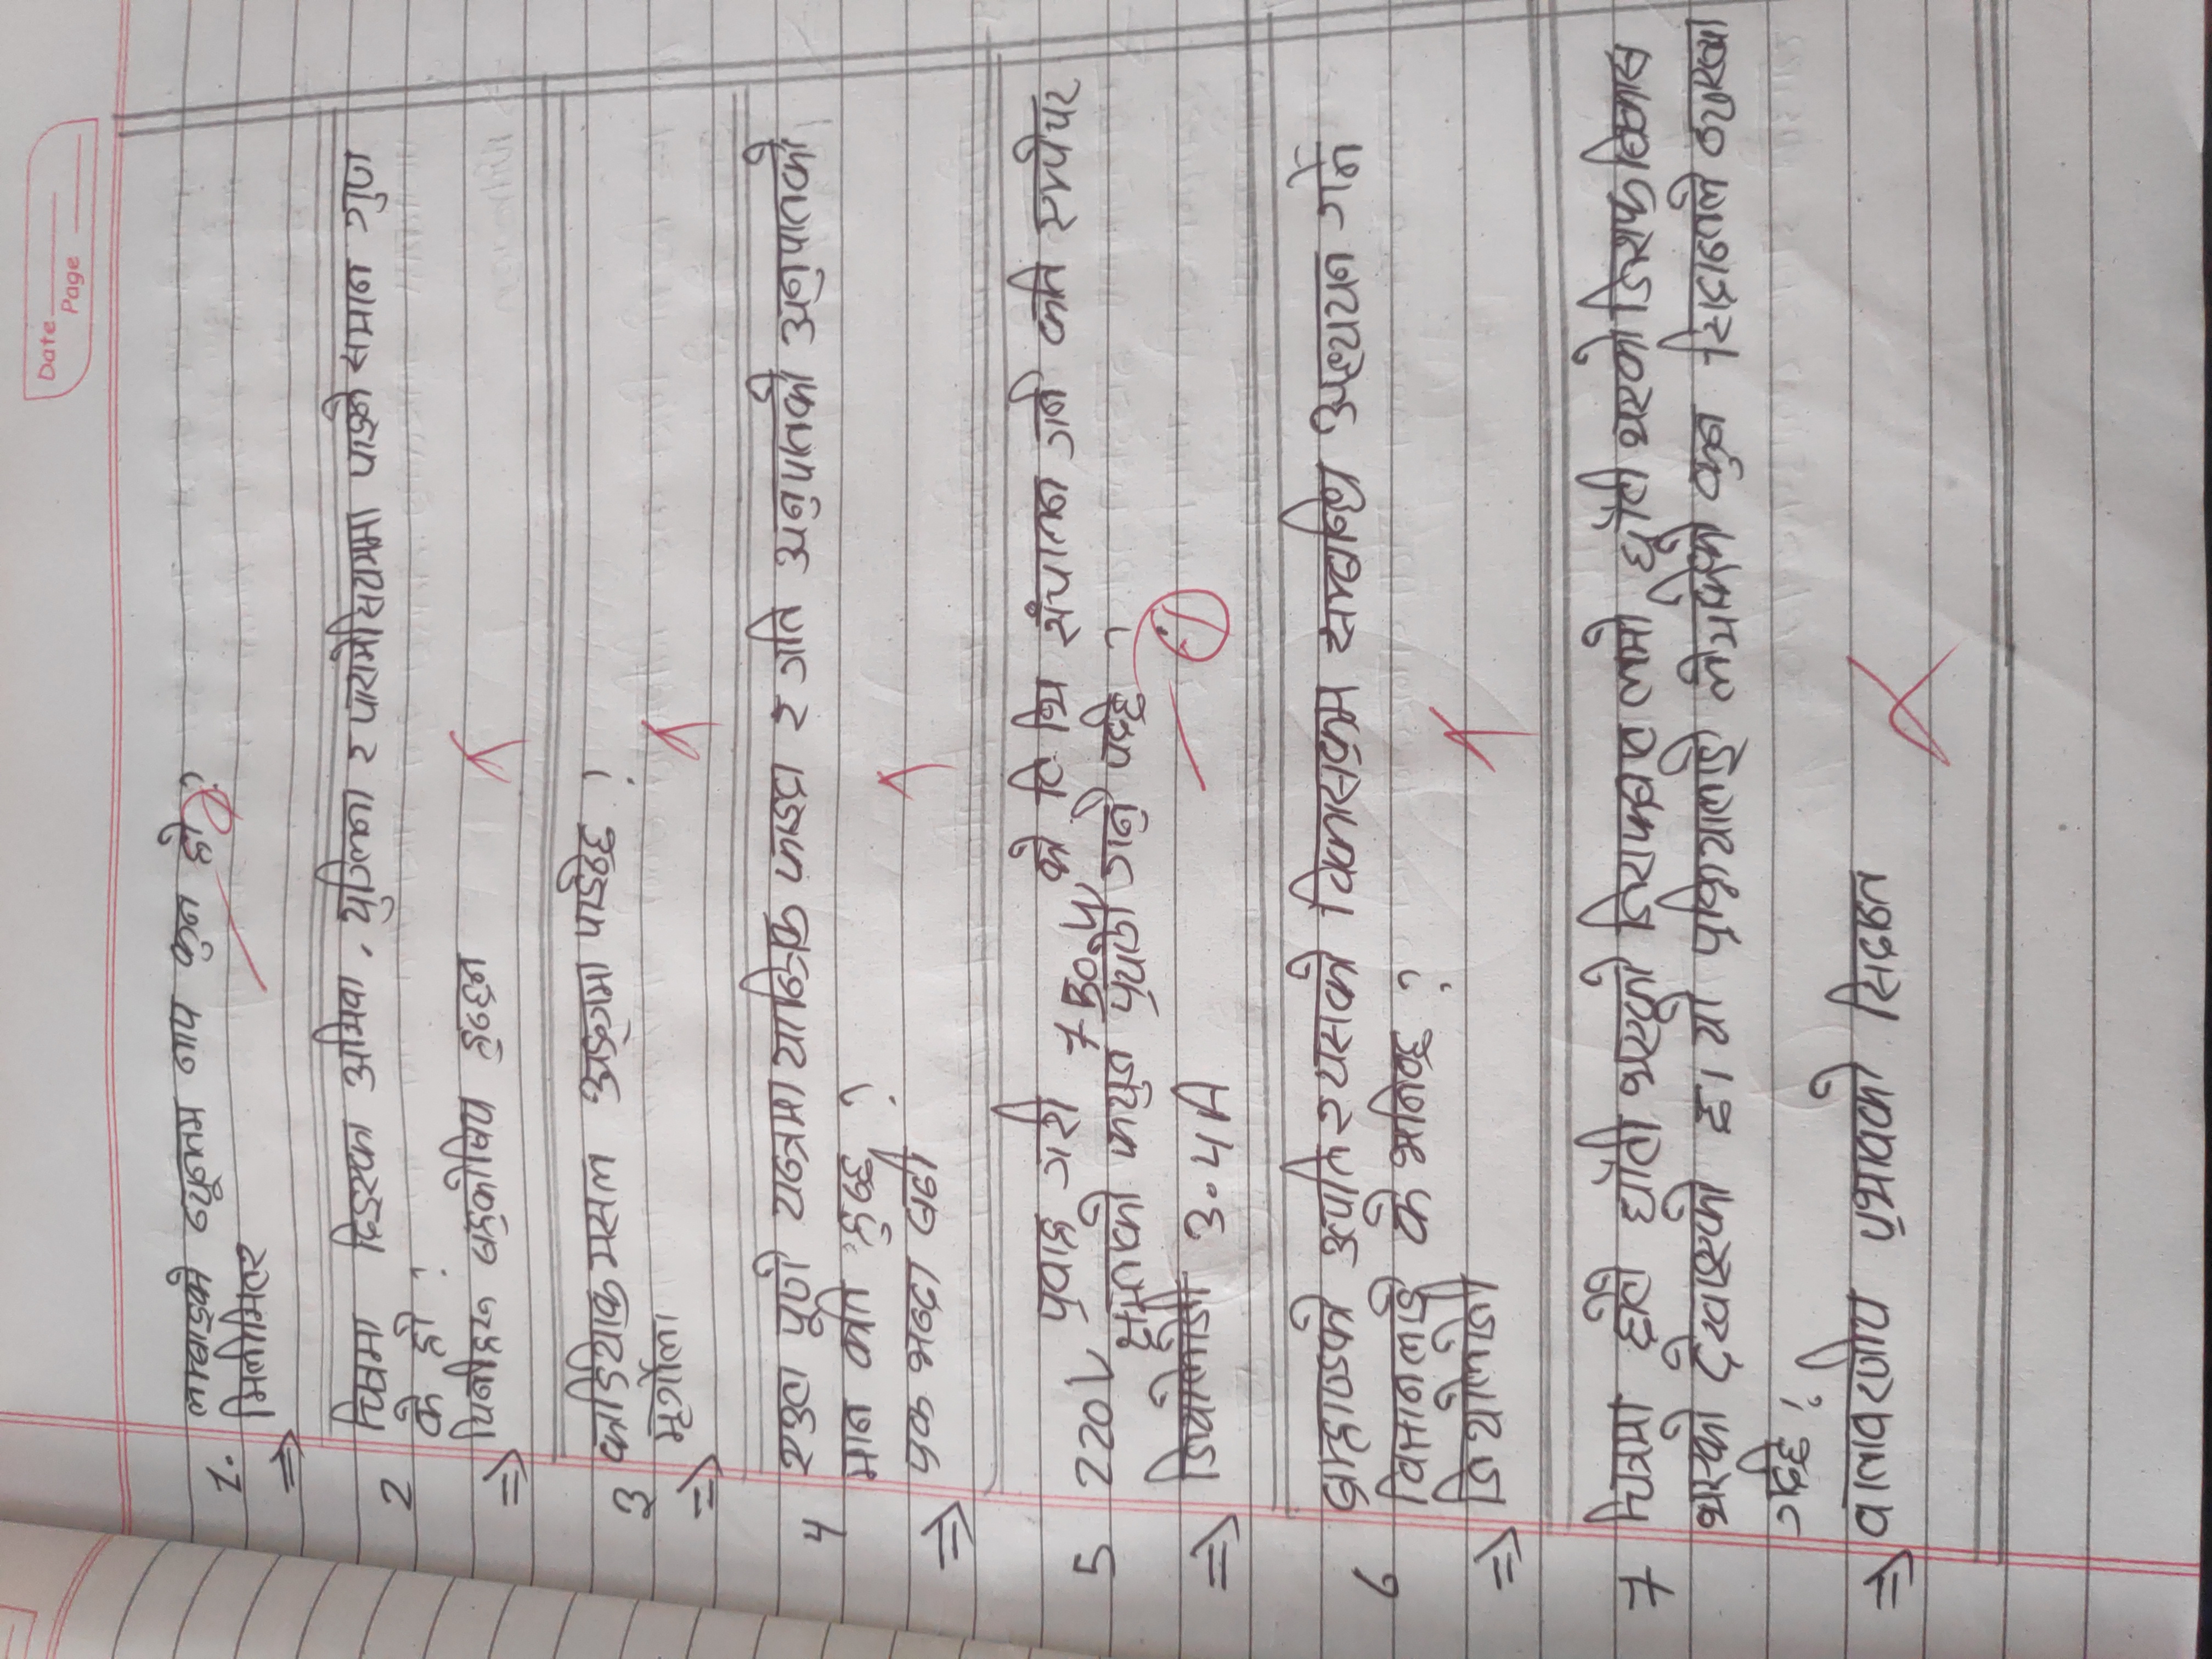 Date
Page
1. लाम्बाइको न्यूनतम नाप कुन हो ?
⇒ मिलीमिटर
2 चित्रमा दिइएका अमिवा, युग्लिना र पारामेसियममा पाइने समान गुण
के हो ?
⇒ यिनीहरू बहुकोषिय हुन्छन
3 कार्डियाक मसल अङ्गमा पाईन्छ ?
⇒ मृगौला
4 एउटा पूर्ण यन्त्रमा यान्त्रिक फाइदा र गति अनुपातको अनुपातको
मान कति हुन्छ ?
⇒ एक भन्दा बढी
5 220V प्रवाह गरी 750W को टि.भि संचालन गर्न कति एम्पेयर
क्षमताको फ्युज प्रयोग गर्नु पर्दछ ?
⇒ जियोलोजी 3.4A
6 ब्राम्हाण्डको उत्पति र यसको विकासक्रम सम्बन्धि अध्ययन गर्ने
विज्ञानलाई के भनिन्छ ?
⇒ जियोलोजी
7 चित्रमा छोटो घाँटी भएको जिराफबाट लामो घाँटी भएको जिराफ विकास
भएको देखाइएको छ। यो प्रक्रियालाई लेमार्कको कुन सिद्दान्तले व्याख्या
गर्दछ ?
⇒ वातावरणीय प्रभावको सिदान्त